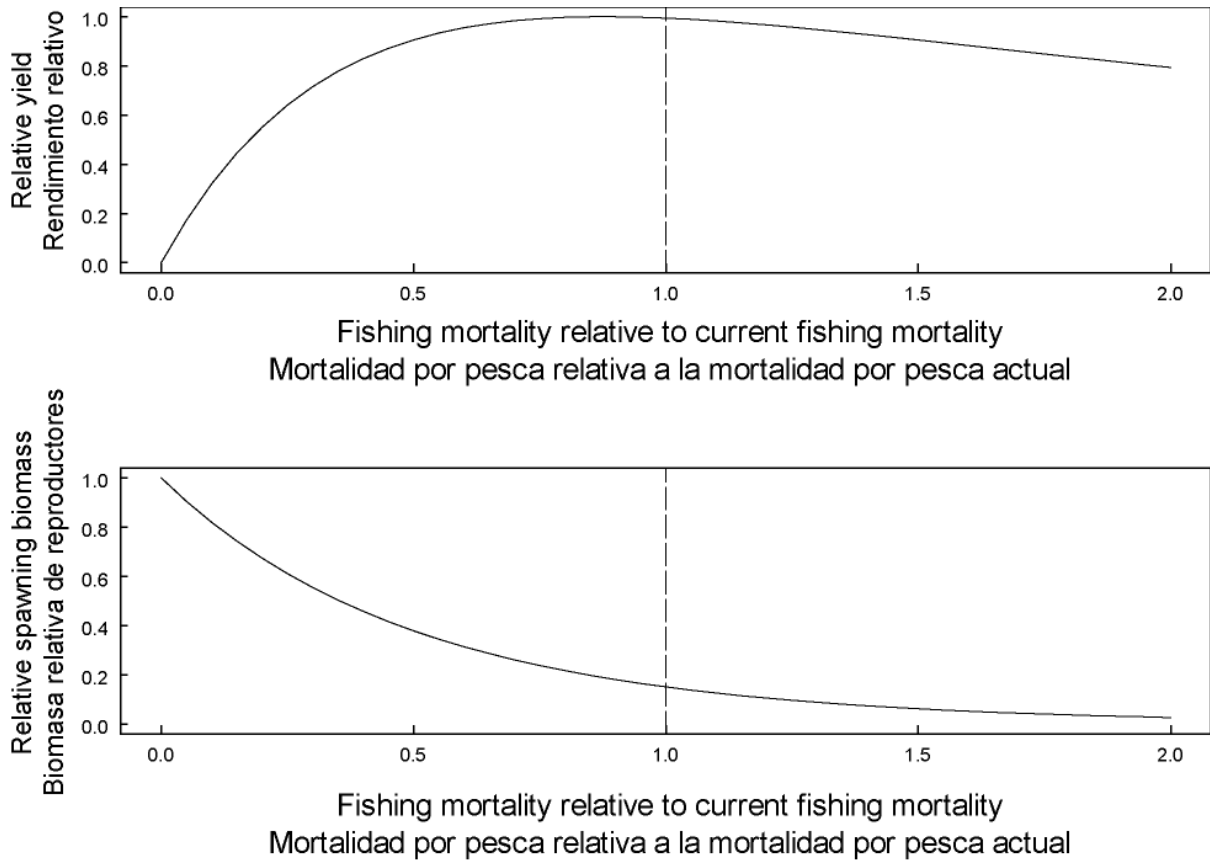 Relative yield
Rendimiento relativo
1.0
0.8
0.6
0.4
0.2
0.0
0.0 0.5 1.0 1.5 2.0
Fishing mortality relative to current fishing mortality
Mortalidad por pesca relativa a la mortalidad por pesca actual
Relative spawning biomass
Biomasa relativa de reproductores
1.0
0.8
0.6
0.4
0.2
0.0
0.0 0.5 1.0 1.5 2.0
Fishing mortality relative to current fishing mortality
Mortalidad por pesca relativa a la mortalidad por pesca actual